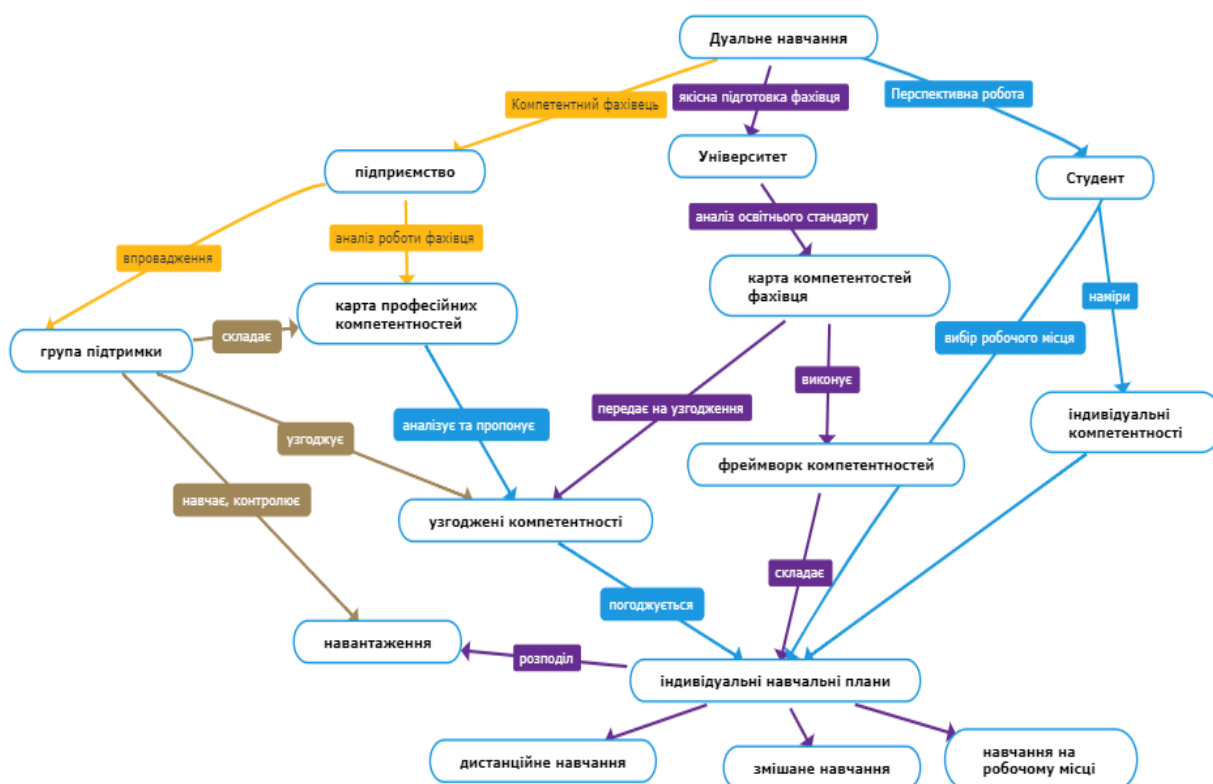 Дуальне навчання
Компетентний фахівець
якісна підготовка фахівця
Перспективна робота
підприємство
Університет
Студент
впровадження
аналіз роботи фахівця
аналіз освітнього стандарту
карта професійних
компетентностей
карта компетентостей
фахівця
наміри
група підтримки
складає
вибір робочого місця
виконує
передає на узгодження
аналізує та пропонує
узгоджує
індивідуальні
компетентності
фреймворк компетентностей
навчає, контролює
узгоджені компетентності
складає
погоджується
навантаження
розподіл
індивідуальні навчальні плани
дистанційне навчання
змішане навчання
навчання на
робочому місці